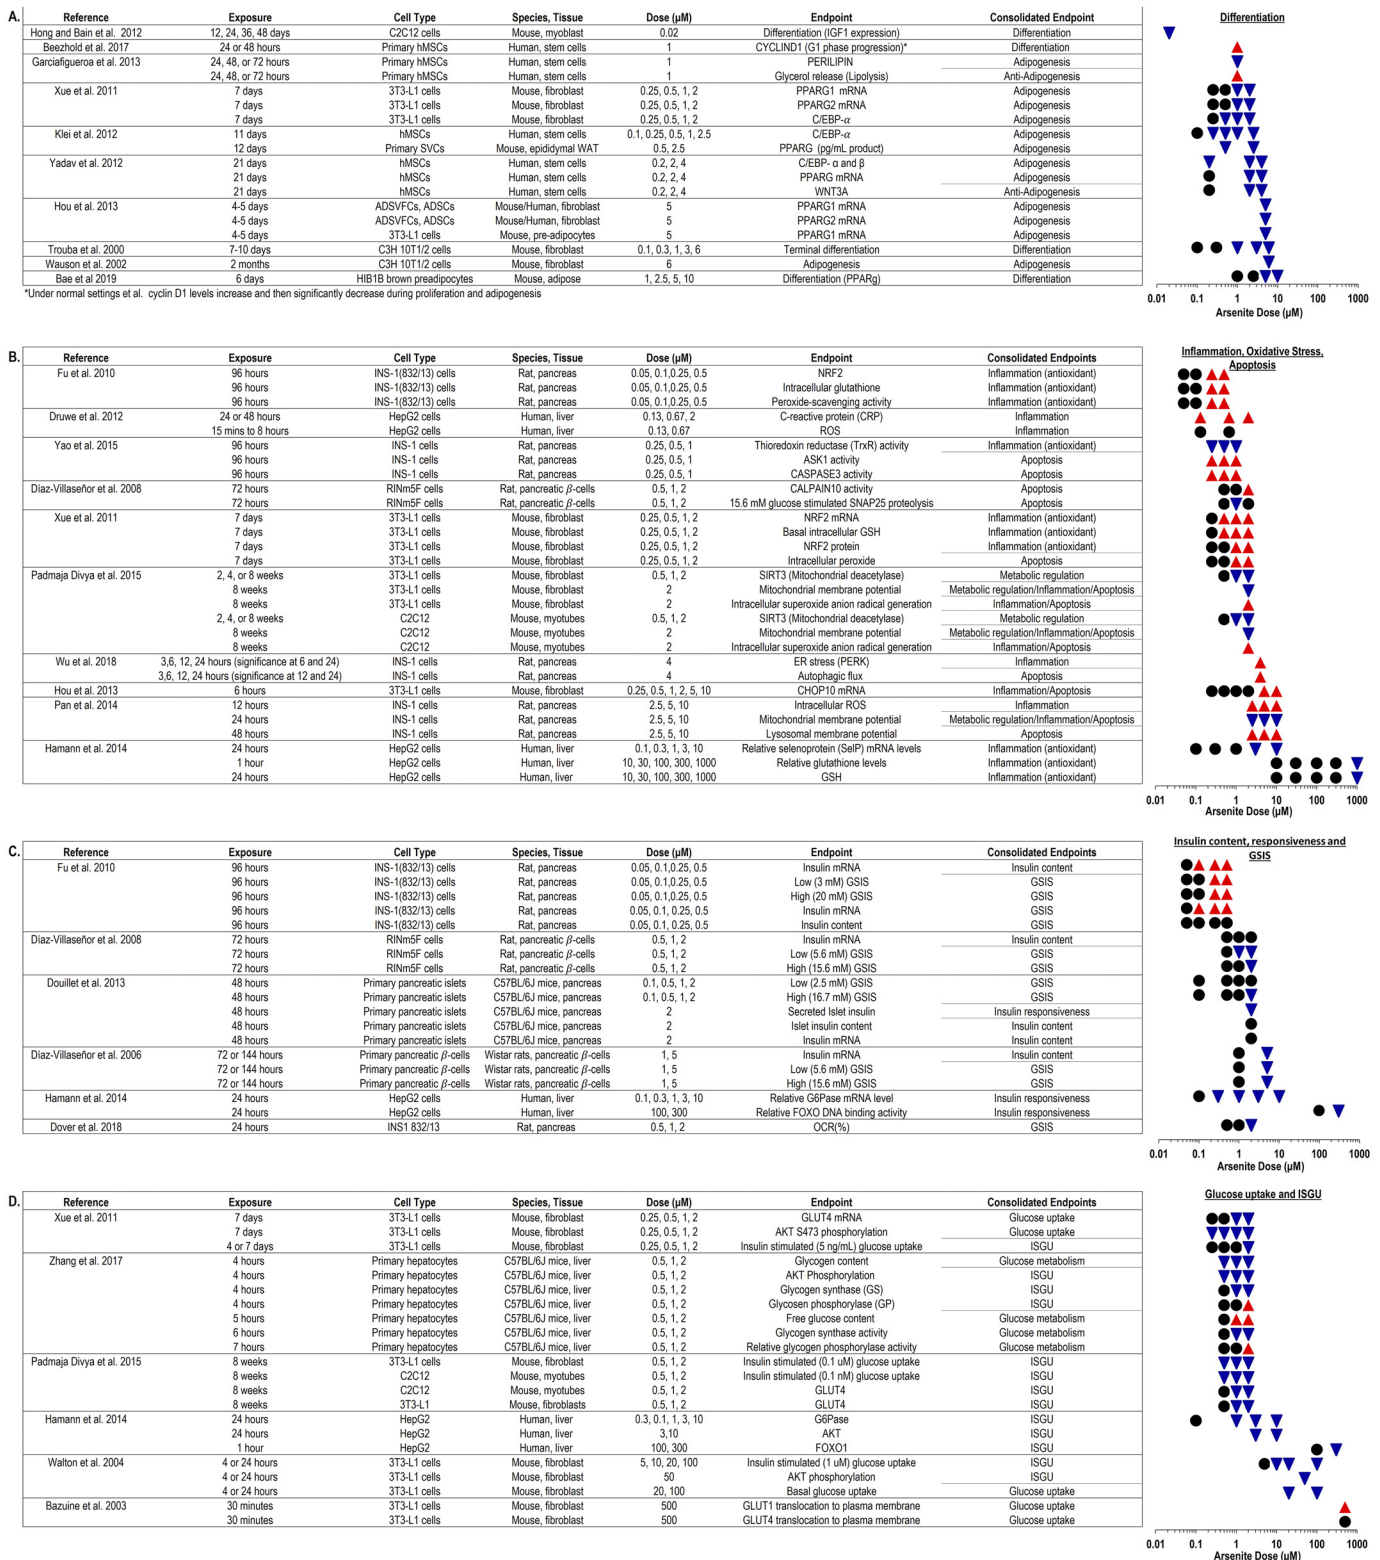 A. Reference Exposure Cell Type Species, Tissue Dose (µM) Endpoint Consolidated Endpoint Differentiation
Hong and Bain et al. 2012 12, 24, 36, 48 days C2C12 cells Mouse, myoblast 0.02 Differentiation (IGF1 expression) Differentiation
Beezhold et al. 2017 24 or 48 hours Primary hMSCs Human, stem cells 1 CYCLIND1 (G1 phase progression)* Differentiation
Garciafigueroa et al. 2013 24, 48, or 72 hours Primary hMSCs Human, stem cells 1 PERILIPIN Adipogenesis
24, 48, or 72 hours Primary hMSCs Human, stem cells 1 Glycerol release (Lipolysis) Anti-Adipogenesis
Xue et al. 2011 7 days 3T3-L1 cells Mouse, fibroblast 0.25, 0.5, 1, 2 PPARG1 mRNA Adipogenesis
7 days 3T3-L1 cells Mouse, fibroblast 0.25, 0.5, 1, 2 PPARG2 mRNA Adipogenesis
7 days 3T3-L1 cells Mouse, fibroblast 0.25, 0.5, 1, 2 C/EBP-α Adipogenesis
Klei et al. 2012 11 days hMSCs Human, stem cells 0.1, 0.25, 0.5, 1, 2.5 C/EBP-α Adipogenesis
12 days Primary SVCs Mouse, epididymal WAT 0.5, 2.5 PPARG (pg/mL product) Adipogenesis
Yadav et al. 2012 21 days hMSCs Human, stem cells 0.2, 2, 4 C/EBP- α and β Adipogenesis
21 days hMSCs Human, stem cells 0.2, 2, 4 PPARG mRNA Adipogenesis
21 days hMSCs Human, stem cells 0.2, 2, 4 WNT3A Anti-Adipogenesis
Hou et al. 2013 4-5 days ADSVFCs, ADSCs Mouse/Human, fibroblast 5 PPARG1 mRNA Adipogenesis
4-5 days ADSVFCs, ADSCs Mouse/Human, fibroblast 5 PPARG2 mRNA Adipogenesis
4-5 days 3T3-L1 cells Mouse, pre-adipocytes 5 PPARG1 mRNA Adipogenesis
Trouba et al. 2000 7-10 days C3H 10T1/2 cells Mouse, fibroblast 0.1, 0.3, 1, 3, 6 Terminal differentiation Differentiation
Wauson et al. 2002 2 months C3H 10T1/2 cells Mouse, fibroblast 6 Adipogenesis Adipogenesis
Bae et al 2019 6 days HIB1B brown preadipocytes Mouse, adipose 1, 2.5, 5, 10 Differentiation (PPARg) Differentiation
*Under normal settings et al. cyclin D1 levels increase and then significantly decrease during proliferation and adipogenesis
0.01 0.1 1 10 100 1000
Arsenite Dose (µM)
B. Reference Exposure Cell Type Species, Tissue Dose (µM) Endpoint Consolidated Endpoints Inflammation, Oxidative Stress,
Apoptosis
Fu et al. 2010 96 hours INS-1(832/13) cells Rat, pancreas 0.05, 0.1,0.25, 0.5 NRF2 Inflammation (antioxidant)
96 hours INS-1(832/13) cells Rat, pancreas 0.05, 0.1,0.25, 0.5 Intracellular glutathione Inflammation (antioxidant)
96 hours INS-1(832/13) cells Rat, pancreas 0.05, 0.1,0.25, 0.5 Peroxide-scavenging activity Inflammation (antioxidant)
Druwe et al. 2012 24 or 48 hours HepG2 cells Human, liver 0.13, 0.67, 2 C-reactive protein (CRP) Inflammation
15 mins to 8 hours HepG2 cells Human, liver 0.13, 0.67 ROS Inflammation
Yao et al. 2015 96 hours INS-1 cells Rat, pancreas 0.25, 0.5, 1 Thioredoxin reductase (TrxR) activity Inflammation (antioxidant)
96 hours INS-1 cells Rat, pancreas 0.25, 0.5, 1 ASK1 activity Apoptosis
96 hours INS-1 cells Rat, pancreas 0.25, 0.5, 1 CASPASE3 activity Apoptosis
Díaz-Villaseñor et al. 2008 72 hours RINm5F cells Rat, pancreatic β-cells 0.5, 1, 2 CALPAIN10 activity Apoptosis
72 hours RINm5F cells Rat, pancreatic β-cells 0.5, 1, 2 15.6 mM glucose stimulated SNAP25 proteolysis Apoptosis
Xue et al. 2011 7 days 3T3-L1 cells Mouse, fibroblast 0.25, 0.5, 1, 2 NRF2 mRNA Inflammation (antioxidant)
7 days 3T3-L1 cells Mouse, fibroblast 0.25, 0.5, 1, 2 Basal intracellular GSH Inflammation (antioxidant)
7 days 3T3-L1 cells Mouse, fibroblast 0.25, 0.5, 1, 2 NRF2 protein Inflammation (antioxidant)
7 days 3T3-L1 cells Mouse, fibroblast 0.25, 0.5, 1, 2 Intracellular peroxide Apoptosis
Padmaja Divya et al. 2015 2, 4, or 8 weeks 3T3-L1 cells Mouse, fibroblast 0.5, 1, 2 SIRT3 (Mitochondrial deacetylase) Metabolic regulation
8 weeks 3T3-L1 cells Mouse, fibroblast 2 Mitochondrial membrane potential Metabolic regulation/Inflammation/Apoptosis
8 weeks 3T3-L1 cells Mouse, fibroblast 2 Intracellular superoxide anion radical generation Inflammation/Apoptosis
2, 4, or 8 weeks C2C12 Mouse, myotubes 0.5, 1, 2 SIRT3 (Mitochondrial deacetylase) Metabolic regulation
8 weeks C2C12 Mouse, myotubes 2 Mitochondrial membrane potential Metabolic regulation/Inflammation/Apoptosis
8 weeks C2C12 Mouse, myotubes 2 Intracellular superoxide anion radical generation Inflammation/Apoptosis
Wu et al. 2018 3,6, 12, 24 hours (significance at 6 and 24) INS-1 cells Rat, pancreas 4 ER stress (PERK) Inflammation
3,6, 12, 24 hours (significance at 12 and 24) INS-1 cells Rat, pancreas 4 Autophagic flux Apoptosis
Hou et al. 2013 6 hours 3T3-L1 cells Mouse, fibroblast 0.25, 0.5, 1, 2, 5, 10 CHOP10 mRNA Inflammation/Apoptosis
Pan et al. 2014 12 hours INS-1 cells Rat, pancreas 2.5, 5, 10 Intracellular ROS Inflammation
24 hours INS-1 cells Rat, pancreas 2.5, 5, 10 Mitochondrial membrane potential Metabolic regulation/Inflammation/Apoptosis
48 hours INS-1 cells Rat, pancreas 2.5, 5, 10 Lysosomal membrane potential Apoptosis
Hamann et al. 2014 24 hours HepG2 cells Human, liver 0.1, 0.3, 1, 3, 10 Relative selenoprotein (SelP) mRNA levels Inflammation (antioxidant)
1 hour HepG2 cells Human, liver 10, 30, 100, 300, 1000 Relative glutathione levels Inflammation (antioxidant)
24 hours HepG2 cells Human, liver 10, 30, 100, 300, 1000 GSH Inflammation (antioxidant)
0.01 0.1 1 10 100 1000
Arsenite Dose (µM)
C. Reference Exposure Cell Type Species, Tissue Dose (µM) Endpoint Consolidated Endpoints Insulin content, responsiveness and
GSIS
Fu et al. 2010 96 hours INS-1(832/13) cells Rat, pancreas 0.05, 0.1,0.25, 0.5 Insulin mRNA Insulin content
96 hours INS-1(832/13) cells Rat, pancreas 0.05, 0.1,0.25, 0.5 Low (3 mM) GSIS GSIS
96 hours INS-1(832/13) cells Rat, pancreas 0.05, 0.1,0.25, 0.5 High (20 mM) GSIS GSIS
96 hours INS-1(832/13) cells Rat, pancreas 0.05, 0.1, 0.25, 0.5 Insulin mRNA GSIS
96 hours INS-1(832/13) cells Rat, pancreas 0.05, 0.1, 0.25, 0.5 Insulin content GSIS
Díaz-Villaseñor et al. 2008 72 hours RINm5F cells Rat, pancreatic β-cells 0.5, 1, 2 Insulin mRNA Insulin content
72 hours RINm5F cells Rat, pancreatic β-cells 0.5, 1, 2 Low (5.6 mM) GSIS GSIS
72 hours RINm5F cells Rat, pancreatic β-cells 0.5, 1, 2 High (15.6 mM) GSIS GSIS
Douillet et al. 2013 48 hours Primary pancreatic islets C57BL/6J mice, pancreas 0.1, 0.5, 1, 2 Low (2.5 mM) GSIS GSIS
48 hours Primary pancreatic islets C57BL/6J mice, pancreas 0.1, 0.5, 1, 2 High (16.7 mM) GSIS GSIS
48 hours Primary pancreatic islets C57BL/6J mice, pancreas 2 Secreted Islet insulin Insulin responsiveness
48 hours Primary pancreatic islets C57BL/6J mice, pancreas 2 Islet insulin content Insulin content
48 hours Primary pancreatic islets C57BL/6J mice, pancreas 2 Insulin mRNA Insulin content
Díaz-Villaseñor et al. 2006 72 or 144 hours Primary pancreatic β-cells Wistar rats, pancreatic β-cells 1, 5 Insulin mRNA Insulin content
72 or 144 hours Primary pancreatic β-cells Wistar rats, pancreatic β-cells 1, 5 Low (5.6 mM) GSIS GSIS
72 or 144 hours Primary pancreatic β-cells Wistar rats, pancreatic β-cells 1, 5 High (15.6 mM) GSIS GSIS
Hamann et al. 2014 24 hours HepG2 cells Human, liver 0.1, 0.3, 1, 3, 10 Relative G6Pase mRNA level Insulin responsiveness
24 hours HepG2 cells Human, liver 100, 300 Relative FOXO DNA binding activity Insulin responsiveness
Dover et al. 2018 24 hours INS1 832/13 Rat, pancreas 0.5, 1, 2 OCR(%) GSIS
0.01 0.1 1 10 100 1000
Arsenite Dose (µM)
D. Reference Exposure Cell Type Species, Tissue Dose (µM) Endpoint Consolidated Endpoints Glucose uptake and ISGU
Xue et al. 2011 7 days 3T3-L1 cells Mouse, fibroblast 0.25, 0.5, 1, 2 GLUT4 mRNA Glucose uptake
7 days 3T3-L1 cells Mouse, fibroblast 0.25, 0.5, 1, 2 AKT S473 phosphorylation Glucose uptake
4 or 7 days 3T3-L1 cells Mouse, fibroblast 0.25, 0.5, 1, 2 Insulin stimulated (5 ng/mL) glucose uptake ISGU
Zhang et al. 2017 4 hours Primary hepatocytes C57BL/6J mice, liver 0.5, 1, 2 Glycogen content Glucose metabolism
4 hours Primary hepatocytes C57BL/6J mice, liver 0.5, 1, 2 AKT Phosphorylation ISGU
4 hours Primary hepatocytes C57BL/6J mice, liver 0.5, 1, 2 Glycogen synthase (GS) ISGU
4 hours Primary hepatocytes C57BL/6J mice, liver 0.5, 1, 2 Glycosen phosphorylase (GP) ISGU
5 hours Primary hepatocytes C57BL/6J mice, liver 0.5, 1, 2 Free glucose content Glucose metabolism
6 hours Primary hepatocytes C57BL/6J mice, liver 0.5, 1, 2 Glycogen synthase activity Glucose metabolism
7 hours Primary hepatocytes C57BL/6J mice, liver 0.5, 1, 2 Relative glycogen phosphorylase activity Glucose metabolism
Padmaja Divya et al. 2015 8 weeks 3T3-L1 cells Mouse, fibroblast 0.5, 1, 2 Insulin stimulated (0.1 uM) glucose uptake ISGU
8 weeks C2C12 Mouse, myotubes 0.5, 1, 2 Insulin stimulated (0.1 nM) glucose uptake ISGU
8 weeks C2C12 Mouse, myotubes 0.5, 1, 2 GLUT4 ISGU
8 weeks 3T3-L1 Mouse, fibroblasts 0.5, 1, 2 GLUT4 ISGU
Hamann et al. 2014 24 hours HepG2 Human, liver 0.3, 0.1, 1, 3, 10 G6Pase ISGU
24 hours HepG2 Human, liver 3,10 AKT ISGU
1 hour HepG2 Human, liver 100, 300 FOXO1 ISGU
Walton et al. 2004 4 or 24 hours 3T3-L1 cells Mouse, fibroblast 5, 10, 20, 100 Insulin stimulated (1 uM) glucose uptake ISGU
4 or 24 hours 3T3-L1 cells Mouse, fibroblast 50 AKT phosphorylation ISGU
4 or 24 hours 3T3-L1 cells Mouse, fibroblast 20, 100 Basal glucose uptake Glucose uptake
Bazuine et al. 2003 30 minutes 3T3-L1 cells Mouse, fibroblast 500 GLUT1 translocation to plasma membrane Glucose uptake
30 minutes 3T3-L1 cells Mouse, fibroblast 500 GLUT4 translocation to plasma membrane Glucose uptake
0.01 0.1 1 10 100 1000
Arsenite Dose (µM)